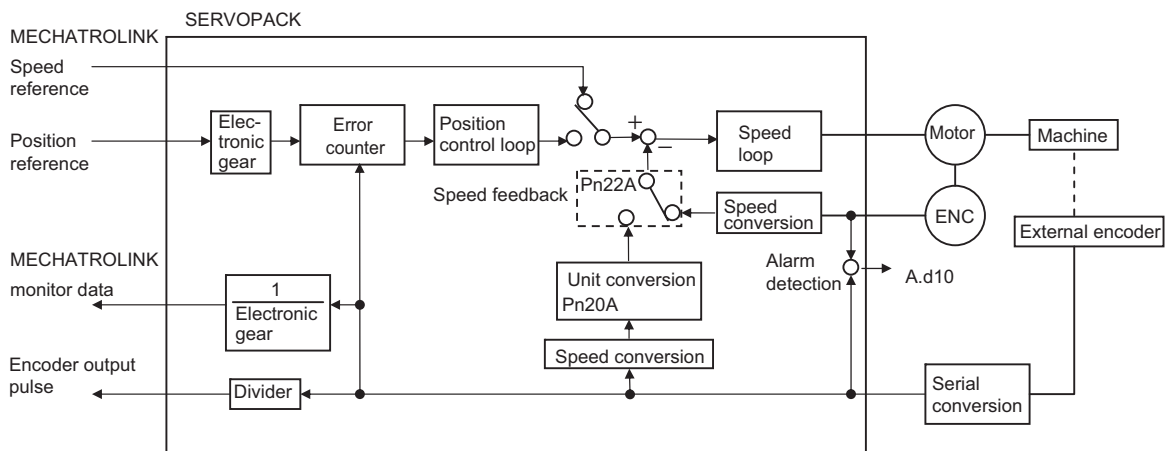 SERVOPACK
MECHATROLINK
Speed
reference
Position
reference
Elec-
tronic
gear
Error
counter
Position
control loop
+
−
Speed
loop
Motor
Machine
Speed feedback
Pn22A
Speed
conversion
ENC
External encoder
MECHATROLINK
monitor data
1
Electronic
gear
Unit conversion
Pn20A
Alarm
detection
A.d10
Speed conversion
Encoder output
pulse
Divider
Serial
conversion